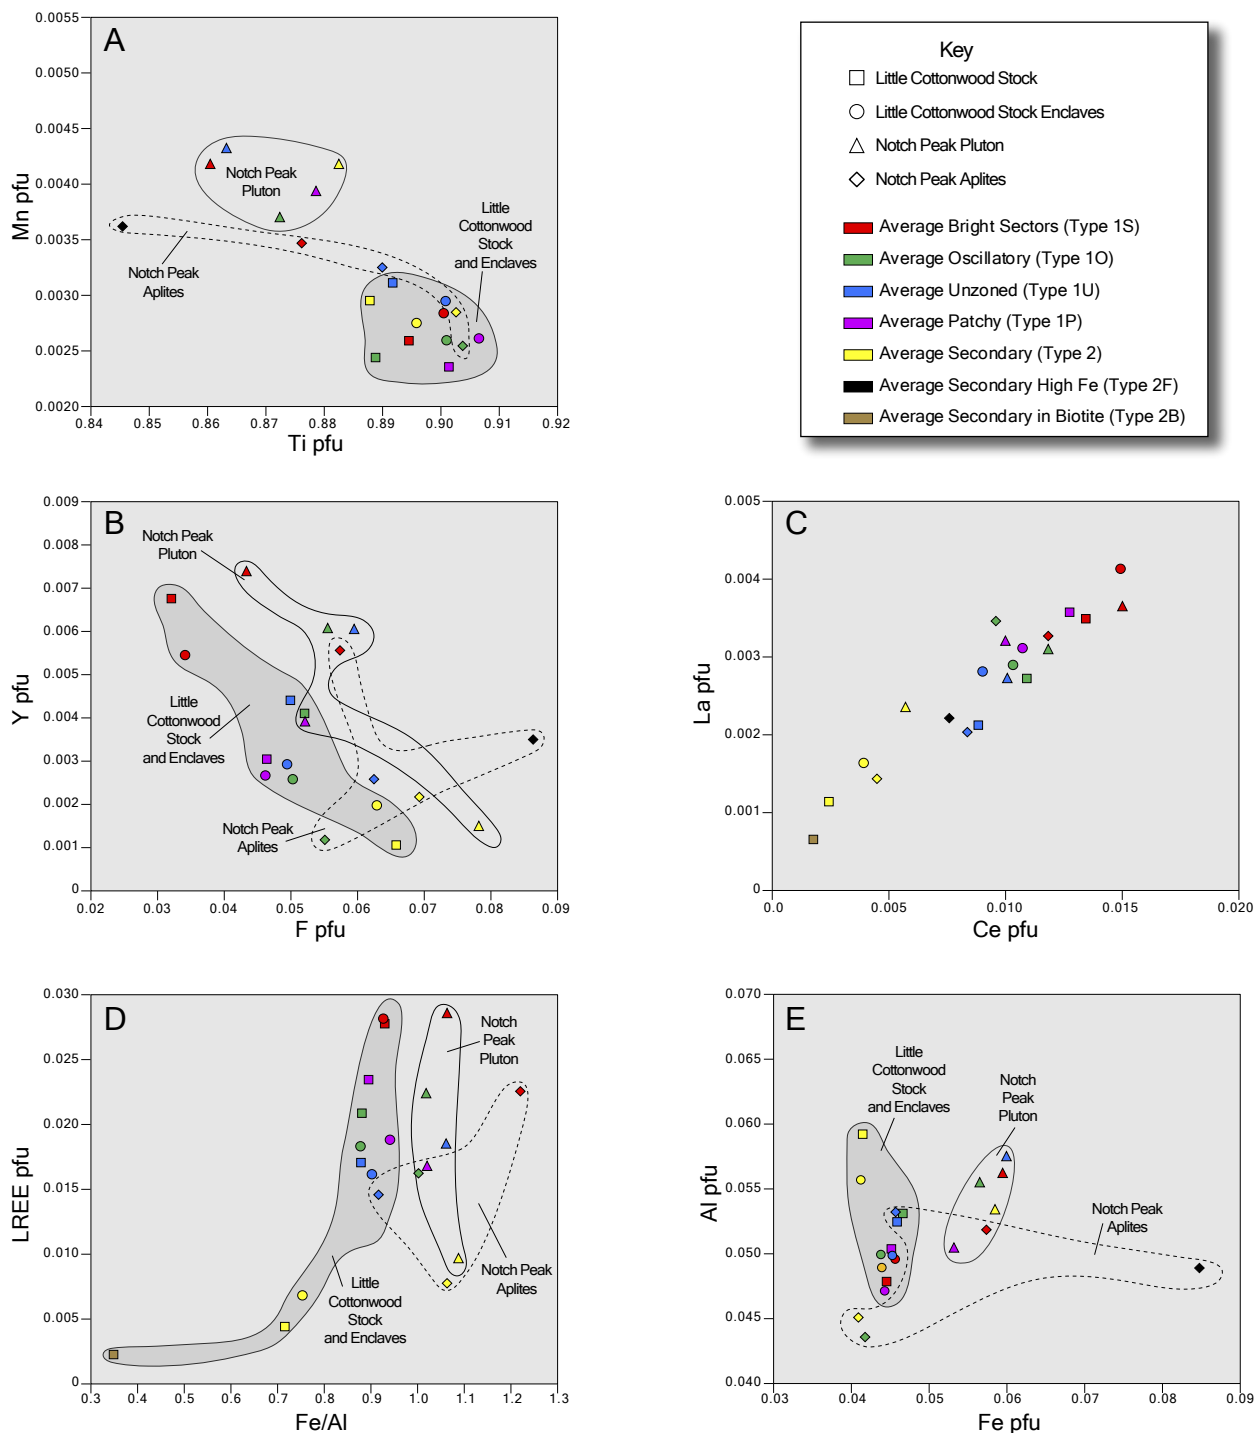 A
0.0055
0.0050
0.0045
0.0040
0.0035
0.0030
0.0025
0.0020
Mn pfu
0.84
0.85
0.86
0.87
0.88
0.89
0.90
0.91
0.92
Ti pfu
Notch Peak
Pluton
Notch Peak
Aplites
Little
Cottonwood
Stock
and Enclaves
Key
Little Cottonwood Stock
Little Cottonwood Stock Enclaves
Notch Peak Pluton
Notch Peak Aplites
Average Bright Sectors (Type 1S)
Average Oscillatory (Type 1O)
Average Unzoned (Type 1U)
Average Patchy (Type 1P)
Average Secondary (Type 2)
Average Secondary High Fe (Type 2F)
Average Secondary in Biotite (Type 2B)
B
0.009
0.008
0.007
0.006
0.005
0.004
0.003
0.002
0.001
0
Y pfu
0.02
0.03
0.04
0.05
0.06
0.07
0.08
0.09
F pfu
Notch Peak
Pluton
Little
Cottonwood
Stock
and Enclaves
Notch Peak
Aplites
C
0.005
0.004
0.003
0.002
0.001
0
La pfu
0.0
0.005
0.010
0.015
0.020
Ce pfu
D
0.030
0.025
0.020
0.015
0.010
0.005
0
LREE pfu
0.3
0.4
0.5
0.6
0.7
0.8
0.9
1.0
1.1
1.2
1.3
Fe/Al
Notch
Peak
Pluton
Notch Peak
Aplites
Little
Cottonwood
Stock
and Enclaves
E
0.070
0.065
0.060
0.055
0.050
0.045
0.040
Al pfu
0.03
0.04
0.05
0.06
0.07
0.08
0.09
Fe pfu
Little
Cottonwood
Stock
and Enclaves
Notch
Peak
Pluton
Notch Peak
Aplites